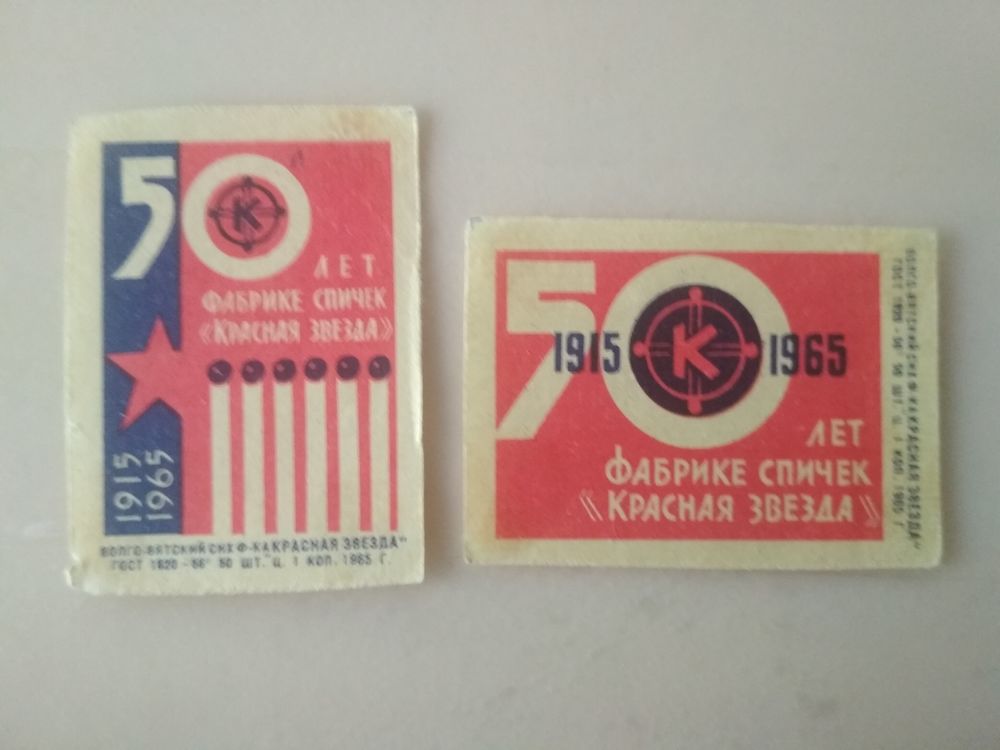 50
К
ЛЕТ
ФАБРИКЕ СПИЧЕК
«КРАСНАЯ ЗВЕЗДА»
1915
1965
ВОЛГО-ВЯТСКИЙ СНХ Ф-КА КРАСНАЯ ЗВЕЗДА"
ГОСТ 1820-56" 50 ШТ." Ц. 1 КОП. 1965 Г.
50
1915 К 1965
ЛЕТ
ФАБРИКЕ СПИЧЕК
«КРАСНАЯ ЗВЕЗДА»
ВОЛГО-ВЯТСКИЙ СНХ Ф-КА КРАСНАЯ ЗВЕЗДА"
ГОСТ 1820-56" 50 ШТ. Ц. 1 КОП. 1965 Г.